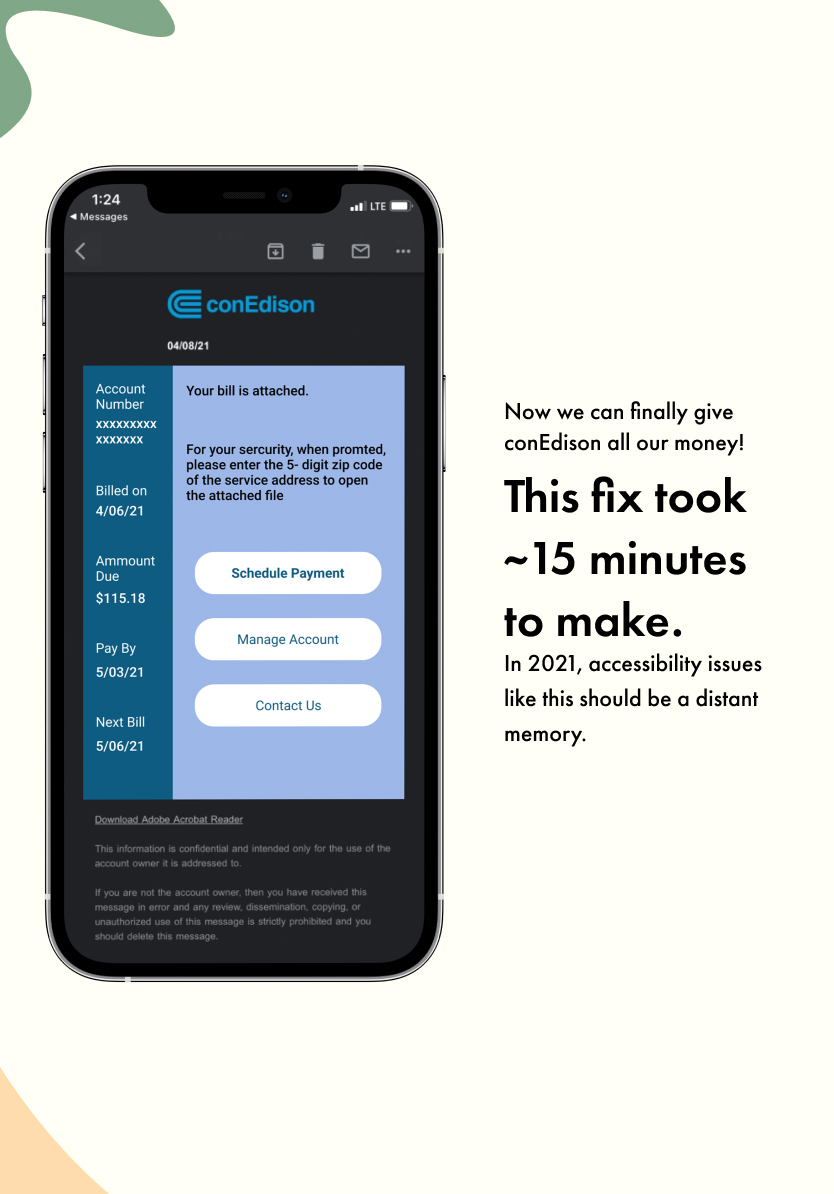 1:24
LTE
◀ Messages
conEdison
04/08/21
Account
Number
xxxxxxxxx
xxxxxxx
Billed on
4/06/21
Ammount
Due
$115.18
Pay By
5/03/21
Next Bill
5/06/21
Your bill is attached.
For your sercurity, when promted,
please enter the 5- digit zip code
of the service address to open
the attached file
Schedule Payment
Manage Account
Contact Us
Download Adobe Acrobat Reader
This information is confidential and intended only for the use of the
account owner it is addressed to.
If you are not the account owner, then you have received this
message in error and any review, dissemination, copying, or
unauthorized use of this message is strictly prohibited and you
should delete this message.
Now we can finally give
conEdison all our money!
This fix took
~15 minutes
to make.
In 2021, accessibility issues
like this should be a distant
memory.